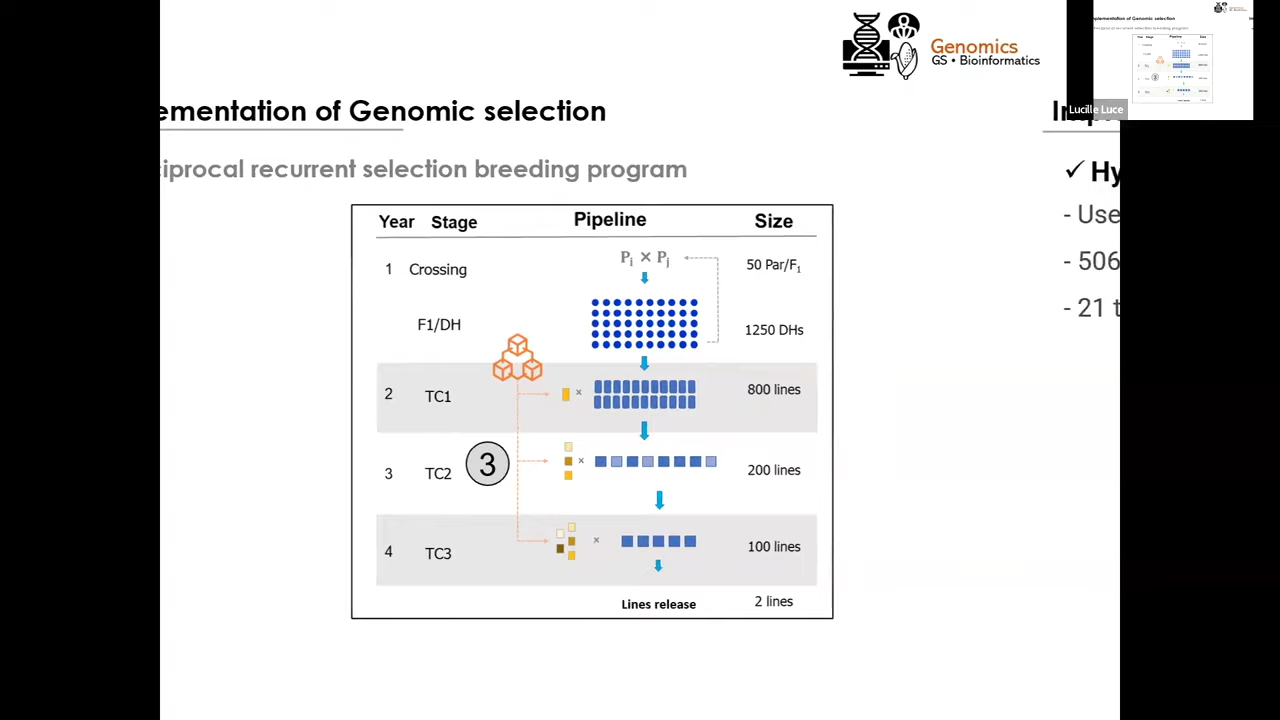 Genomics
GS • Bioinformatics
Lucille Luce
ementation of Genomic selection
ciprocal recurrent selection breeding program
Year Stage Pipeline Size
1 Crossing Pi × Pj 50 Par/F1
F1/DH 1250 DHs
2 TC1 × 800 lines
3 TC2 3 × 200 lines
4 TC3 × 100 lines
Lines release 2 lines
✓ Hy
- Use
- 506
- 21 t